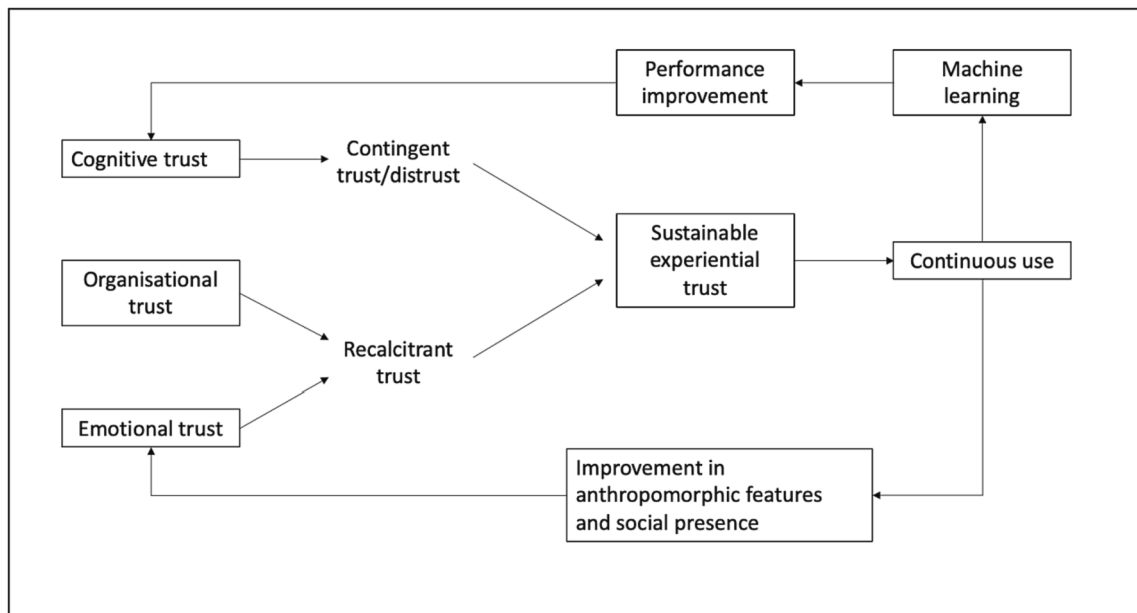 Performance
improvement
Machine
learning
Cognitive trust
Contingent
trust/distrust
Sustainable
experiential
trust
Continuous use
Organisational
trust
Recalcitrant
trust
Emotional trust
Improvement in
anthropomorphic features
and social presence